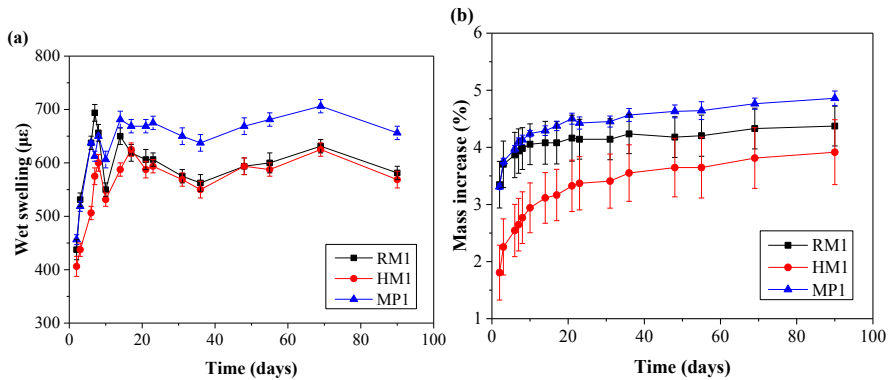 (a)
800
700
600
500
400
300
0
20
40
60
80
100
Wet swelling (με)
Time (days)
RM1
HM1
MP1
(b)
6
5
4
3
2
1
0
20
40
60
80
100
Mass increase (%)
Time (days)
RM1
HM1
MP1